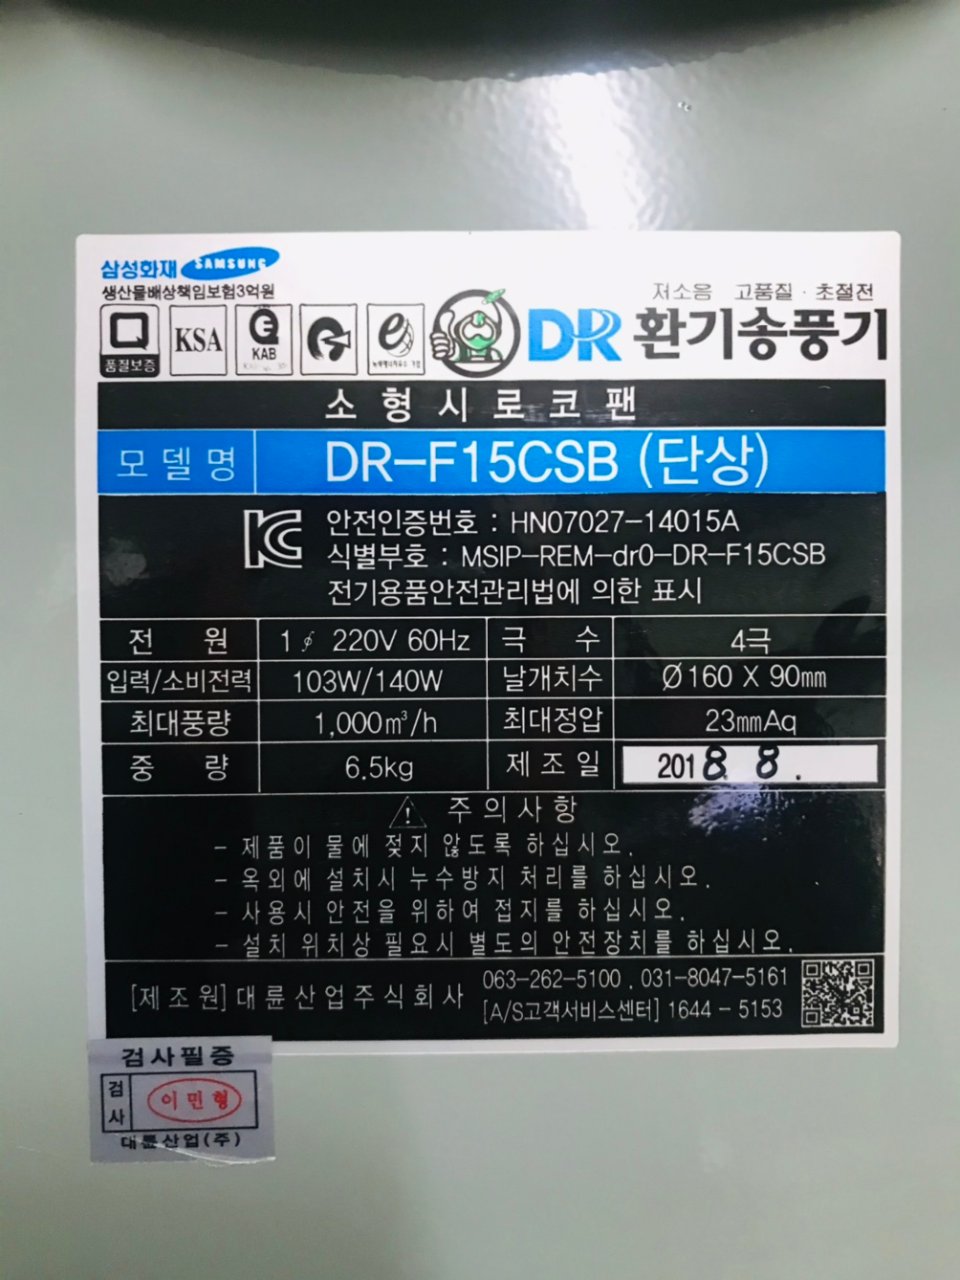 삼성화재 SAMSUNG
생산물배상책임보험3억원
품질보증 KSA KAB
저소음 고품질 · 초절전
DR 환기송풍기
소형시로코팬
모델명 DR-F15CSB (단상)
안전인증번호 : HN07027-14015A
식별부호 : MSIP-REM-dr0-DR-F15CSB
전기용품안전관리법에 의한 표시
전 원 1∮ 220V 60Hz 극 수 4극
입력/소비전력 103W/140W 날개치수 Ø160 X 90mm
최대풍량 1,000㎥/h 최대정압 23mmAq
중 량 6.5kg 제조일 2018. 8.
주의사항
- 제품이 물에 젖지 않도록 하십시오.
- 옥외에 설치시 누수방지 처리를 하십시오.
- 사용시 안전을 위하여 접지를 하십시오.
- 설치 위치상 필요시 별도의 안전장치를 하십시오.
[제조원] 대륜산업주식회사
063-262-5100 . 031-8047-5161
[A/S고객서비스센터] 1644 - 5153
검사필증
검사 이민형
대륜산업(주)